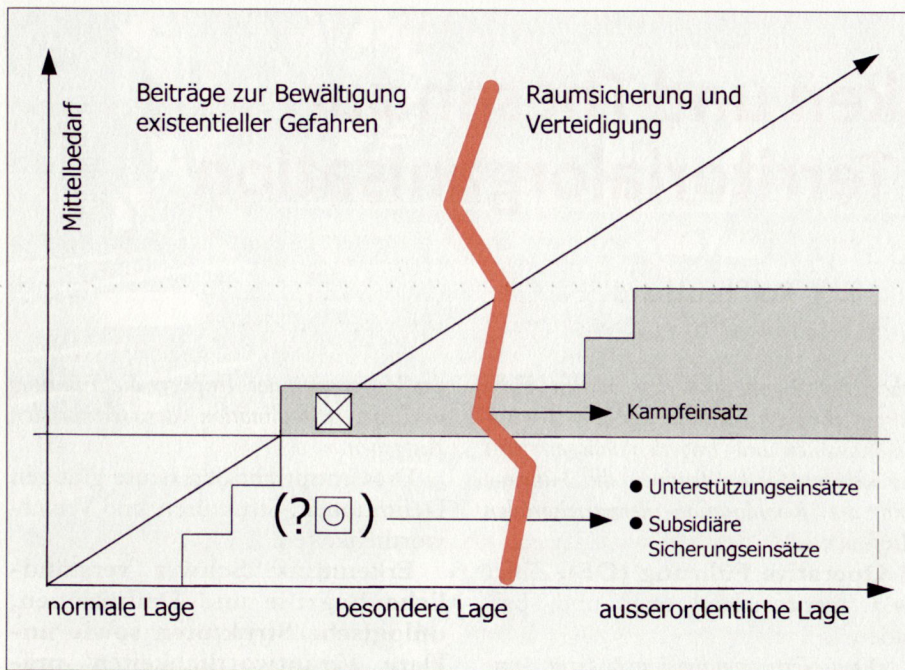 Mittelbedarf
Beiträge zur Bewältigung
existentieller Gefahren
Raumsicherung und
Verteidigung
Kampfeinsatz
(? )
● Unterstützungseinsätze
● Subsidiäre
Sicherungseinsätze
normale Lage
besondere Lage
ausserordentliche Lage